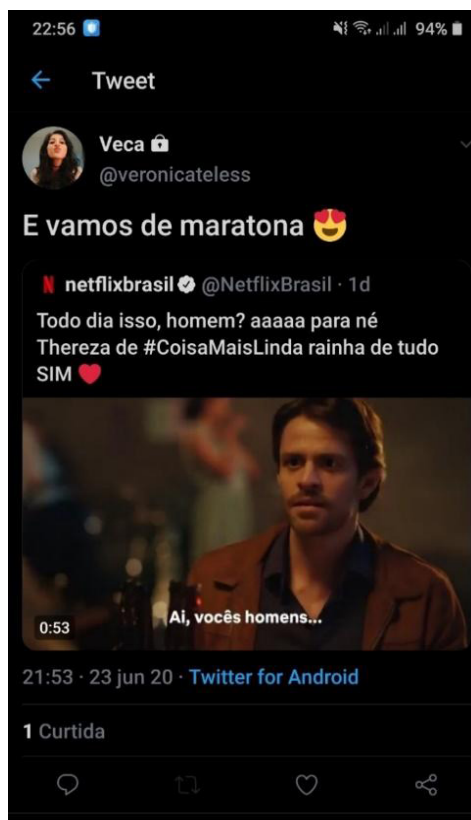 22:56 94%
Tweet
Veca
@veronicateless
E vamos de maratona 😍
N netflixbrasil @NetflixBrasil · 1d
Todo dia isso, homem? aaaaa para né
Thereza de #CoisaMaisLinda rainha de tudo
SIM ❤️
Ai, vocês homens...
0:53
21:53 · 23 jun 20 · Twitter for Android
1 Curtida